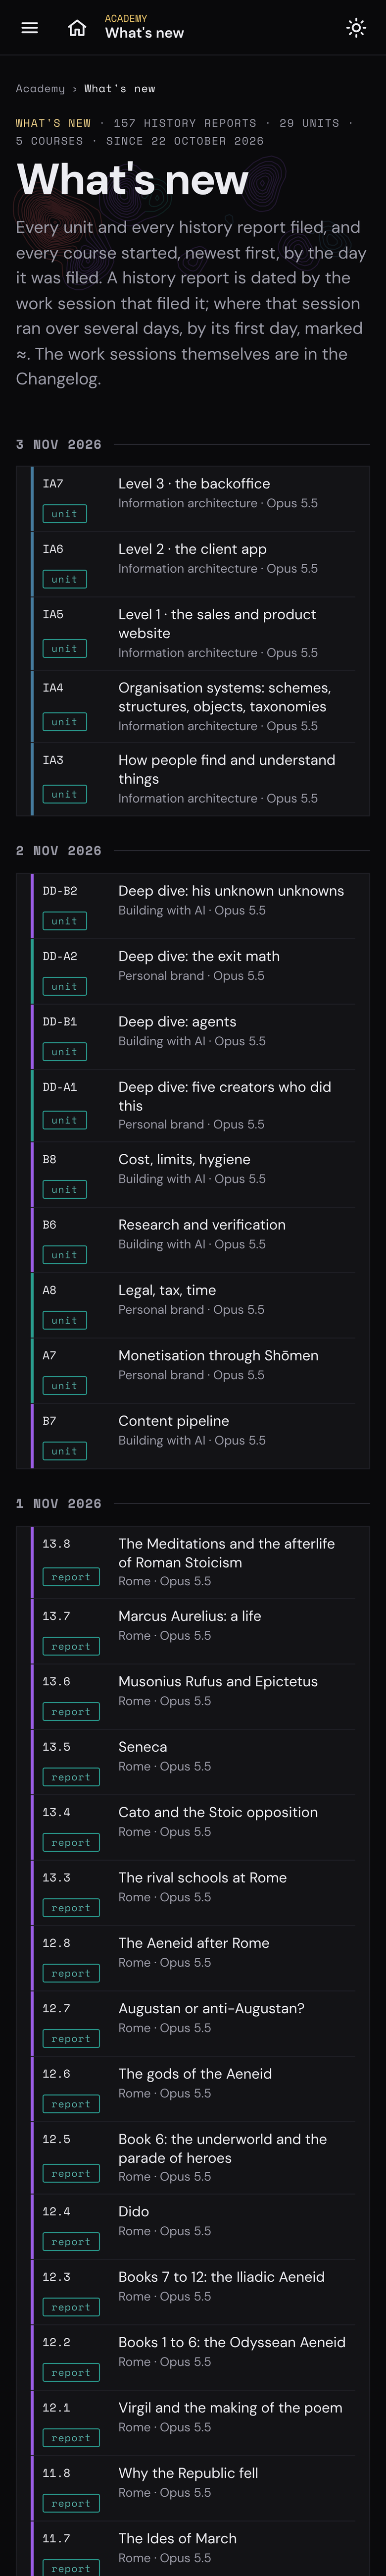 ACADEMY
What's new
Academy › What's new
WHAT'S NEW · 157 HISTORY REPORTS · 29 UNITS ·
5 COURSES · SINCE 22 OCTOBER 2026
What's new
Every unit and every history report filed, and
every course started, newest first, by the day
it was filed. A history report is dated by the
work session that filed it; where that session
ran over several days, by its first day, marked
≈. The work sessions themselves are in the
Changelog.
3 NOV 2026
IA7
Level 3 · the backoffice
Information architecture · Opus 5.5
unit
IA6
Level 2 · the client app
Information architecture · Opus 5.5
unit
IA5
Level 1 · the sales and product
website
Information architecture · Opus 5.5
unit
IA4
Organisation systems: schemes,
structures, objects, taxonomies
Information architecture · Opus 5.5
unit
IA3
How people find and understand
things
Information architecture · Opus 5.5
unit
2 NOV 2026
DD-B2
Deep dive: his unknown unknowns
Building with AI · Opus 5.5
unit
DD-A2
Deep dive: the exit math
Personal brand · Opus 5.5
unit
DD-B1
Deep dive: agents
Building with AI · Opus 5.5
unit
DD-A1
Deep dive: five creators who did
this
Personal brand · Opus 5.5
unit
B8
Cost, limits, hygiene
Building with AI · Opus 5.5
unit
B6
Research and verification
Building with AI · Opus 5.5
unit
A8
Legal, tax, time
Personal brand · Opus 5.5
unit
A7
Monetisation through Shōmen
Personal brand · Opus 5.5
unit
B7
Content pipeline
Building with AI · Opus 5.5
unit
1 NOV 2026
13.8
The Meditations and the afterlife
of Roman Stoicism
Rome · Opus 5.5
report
13.7
Marcus Aurelius: a life
Rome · Opus 5.5
report
13.6
Musonius Rufus and Epictetus
Rome · Opus 5.5
report
13.5
Seneca
Rome · Opus 5.5
report
13.4
Cato and the Stoic opposition
Rome · Opus 5.5
report
13.3
The rival schools at Rome
Rome · Opus 5.5
report
12.8
The Aeneid after Rome
Rome · Opus 5.5
report
12.7
Augustan or anti-Augustan?
Rome · Opus 5.5
report
12.6
The gods of the Aeneid
Rome · Opus 5.5
report
12.5
Book 6: the underworld and the
parade of heroes
Rome · Opus 5.5
report
12.4
Dido
Rome · Opus 5.5
report
12.3
Books 7 to 12: the Iliadic Aeneid
Rome · Opus 5.5
report
12.2
Books 1 to 6: the Odyssean Aeneid
Rome · Opus 5.5
report
12.1
Virgil and the making of the poem
Rome · Opus 5.5
report
11.8
Why the Republic fell
Rome · Opus 5.5
report
11.7
The Ides of March
Rome · Opus 5.5
report